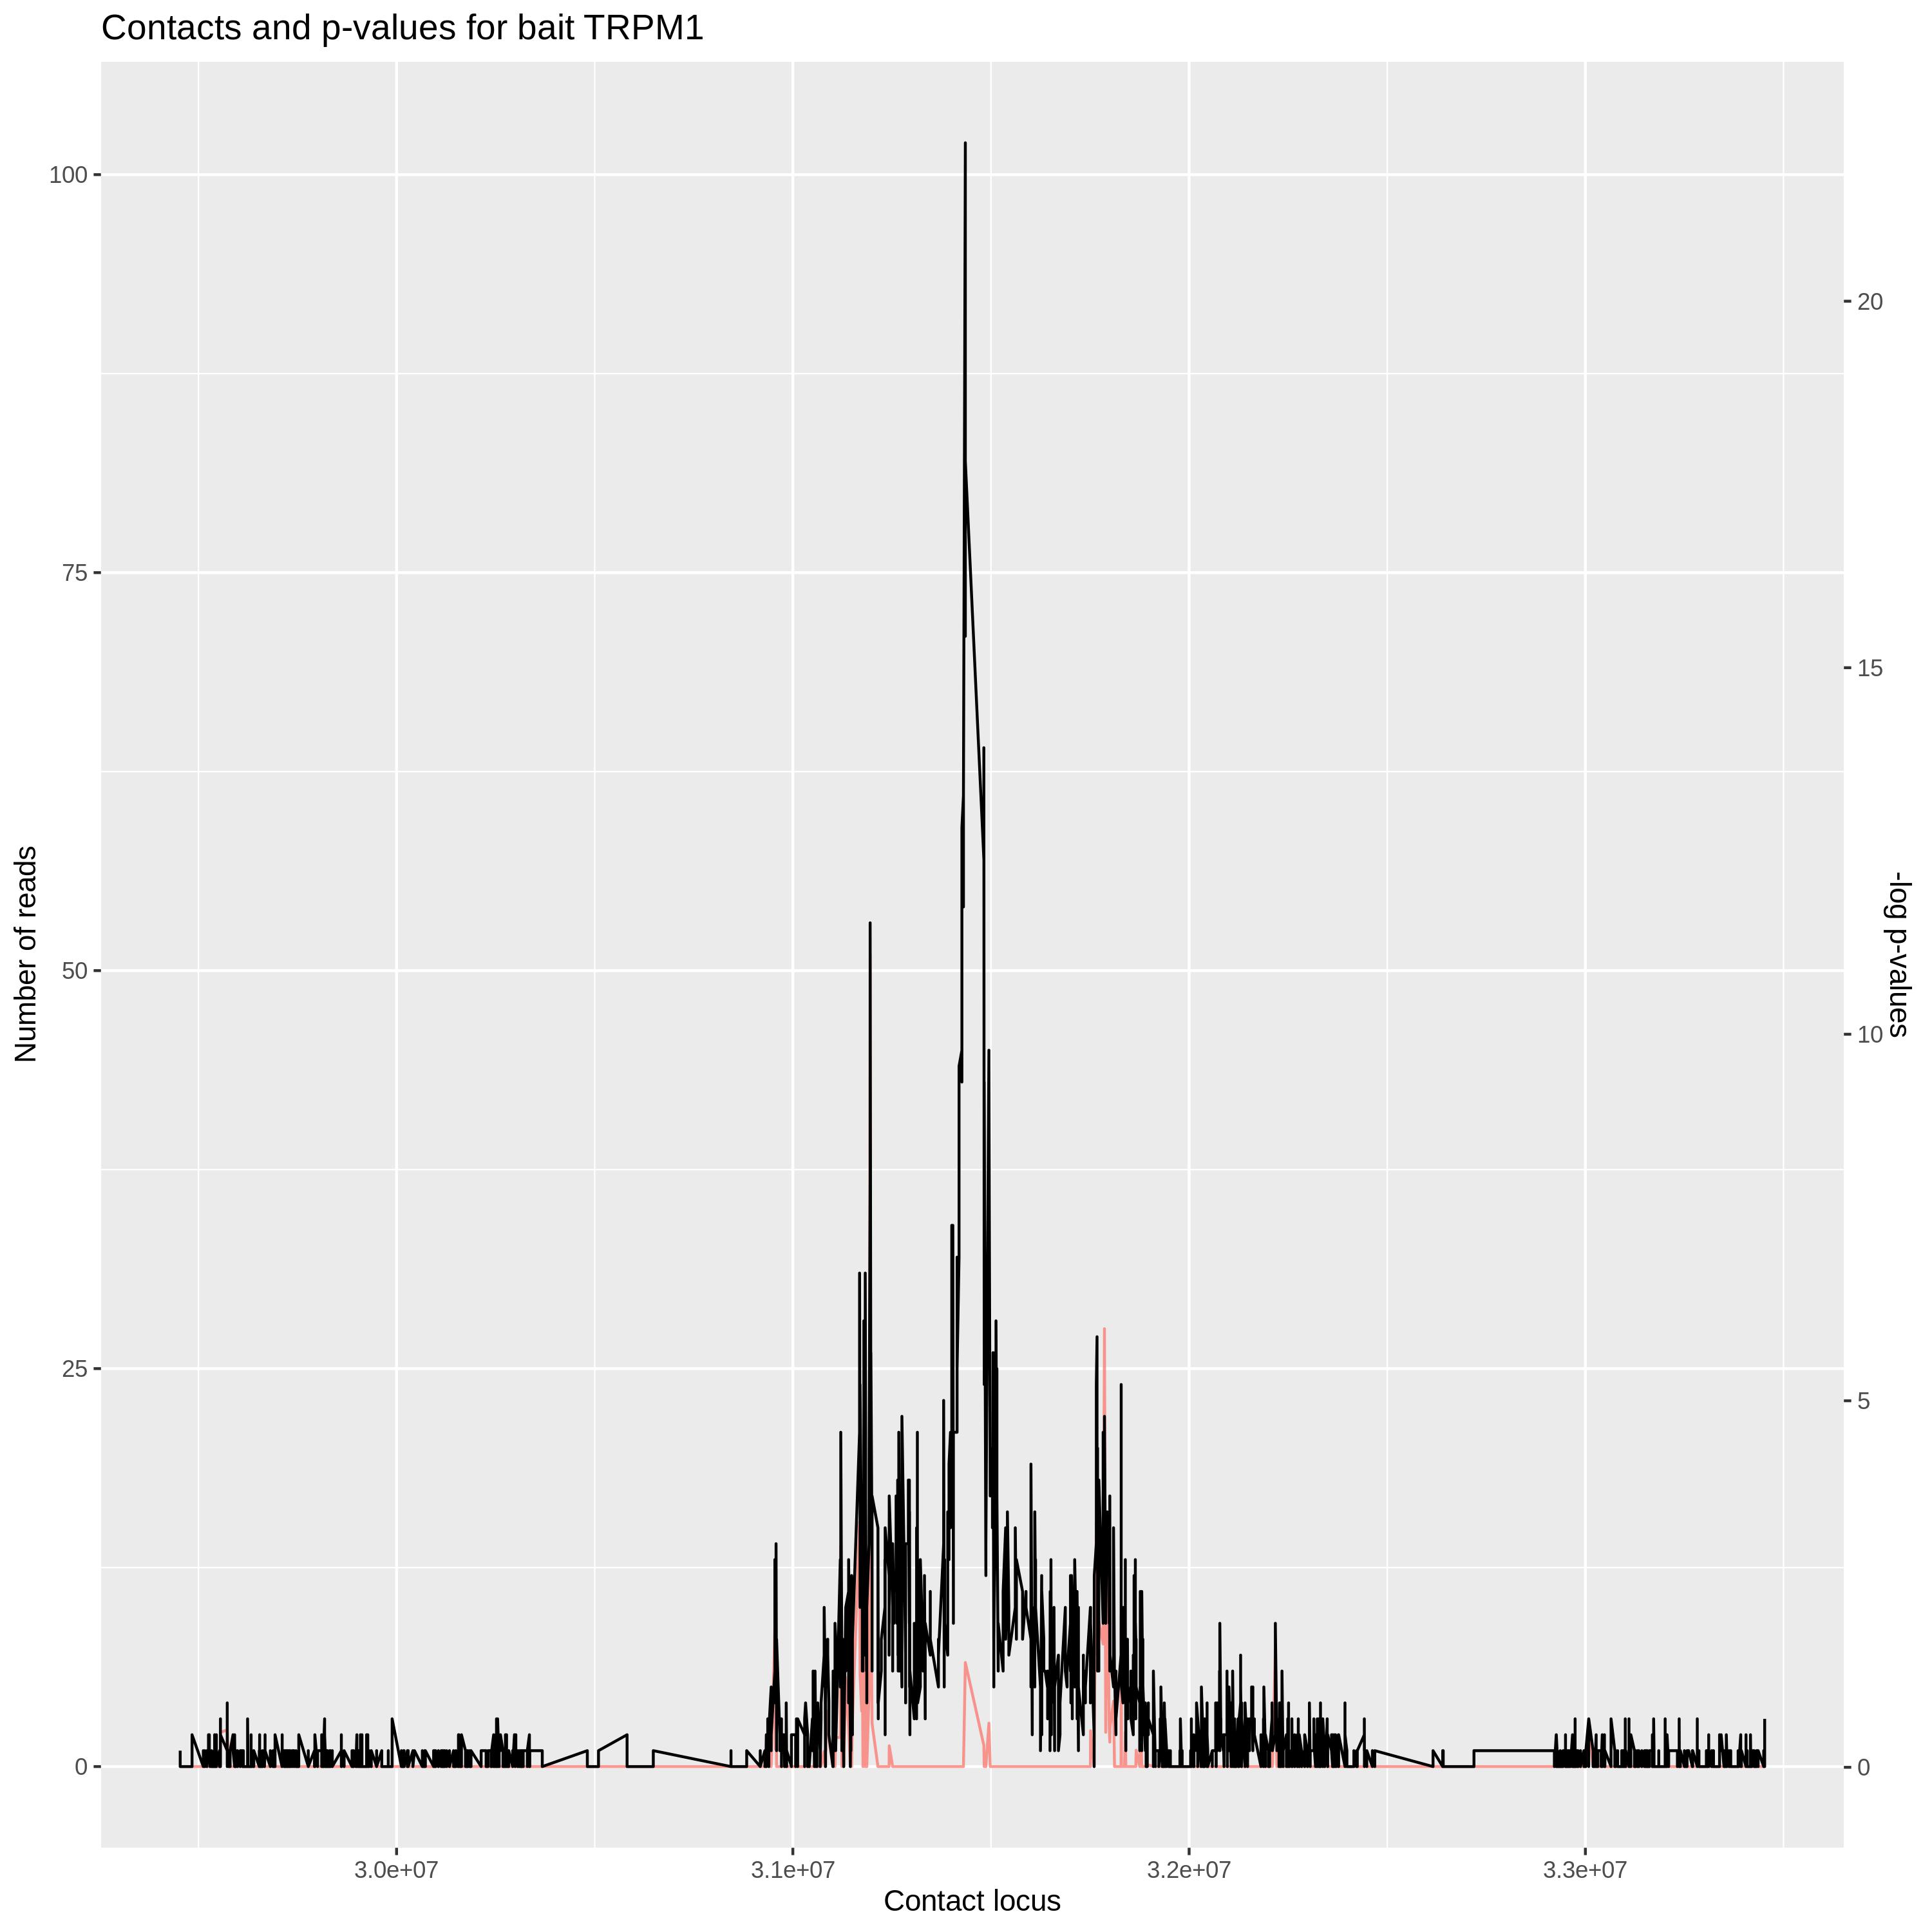 Contacts and p-values for bait TRPM1
100
75
50
25
0
Number of reads
20
15
10
5
0
-log p-values
3.0e+07
3.1e+07
3.2e+07
3.3e+07
Contact locus